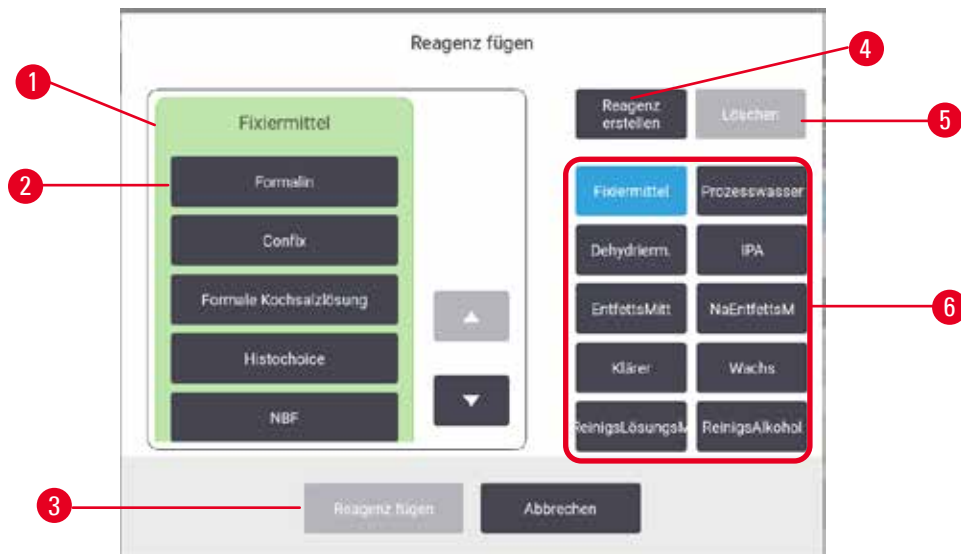 Reagenz fügen
4
1
Fixiermittel
Reagenz
erstellen
Löschen
5
2
Formalin
Fixiermittel
Prozesswasser
Confix
Dehydrierm.
IPA
Formale Kochsalzlösung
EntfettsMitt
NaEntfettsM
6
Histochoice
Klärer
Wachs
NBF
ReinigsLösungsM
ReinigsAlkohol
3
Reagenz fügen
Abbrechen